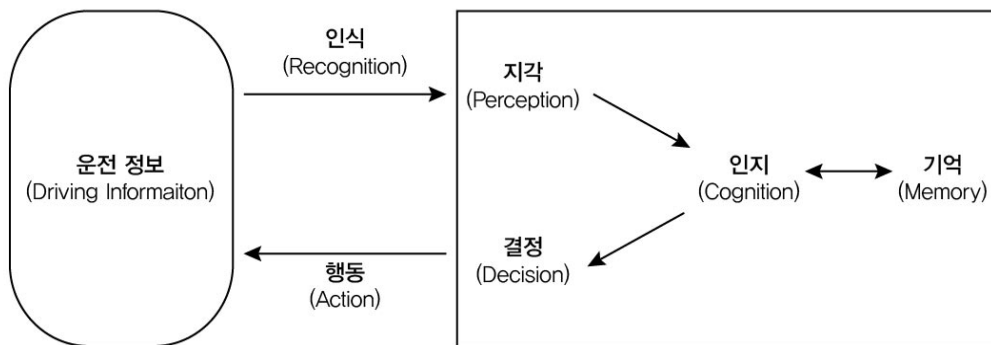 인식
(Recognition)
지각
(Perception)
운전 정보
(Driving Informaiton)
인지
(Cognition)
기억
(Memory)
결정
(Decision)
행동
(Action)